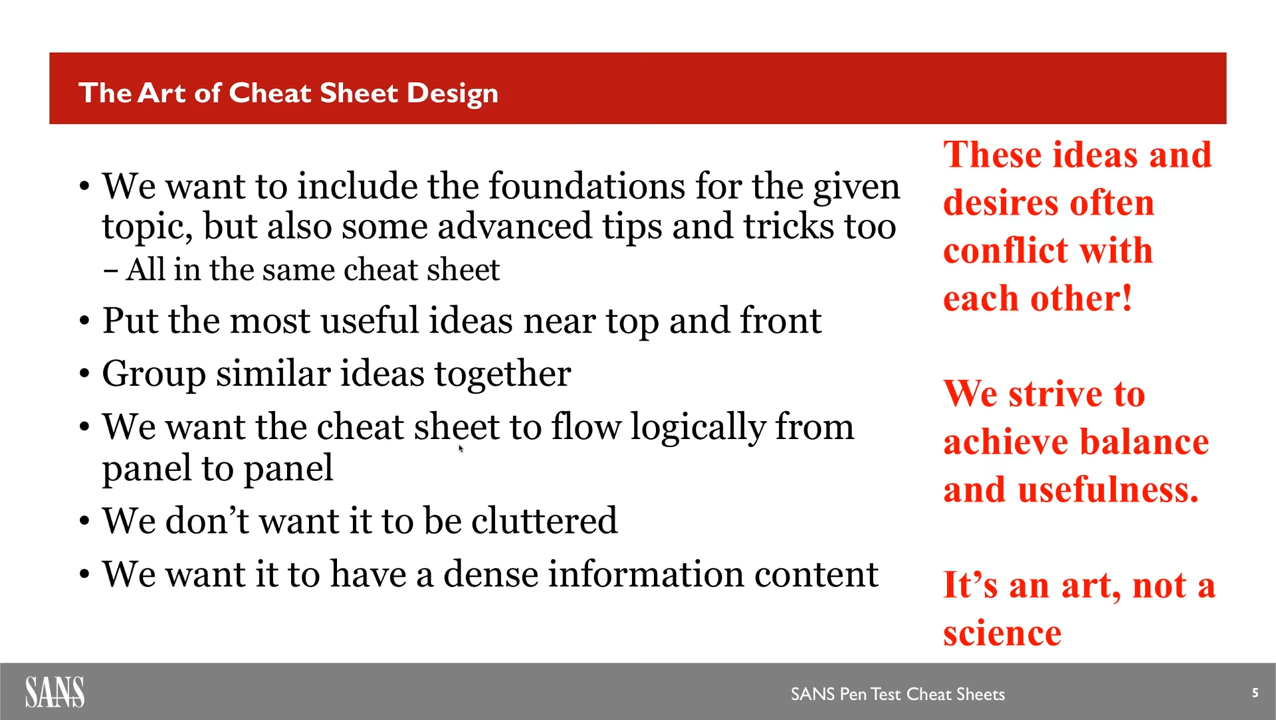 The Art of Cheat Sheet Design
• We want to include the foundations for the given
topic, but also some advanced tips and tricks too
– All in the same cheat sheet
• Put the most useful ideas near top and front
• Group similar ideas together
• We want the cheat sheet to flow logically from
panel to panel
• We don’t want it to be cluttered
• We want it to have a dense information content
These ideas and
desires often
conflict with
each other!
We strive to
achieve balance
and usefulness.
It’s an art, not a
science
SANS
SANS Pen Test Cheat Sheets
5